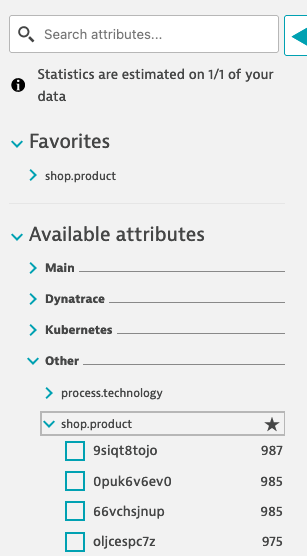 Search attributes...
Statistics are estimated on 1/1 of your
data
Favorites
shop.product
Available attributes
Main
Dynatrace
Kubernetes
Other
process.technology
shop.product
9siqt8tojo 987
0puk6v6ev0 985
66vchsjnup 985
oljcespc7z 975